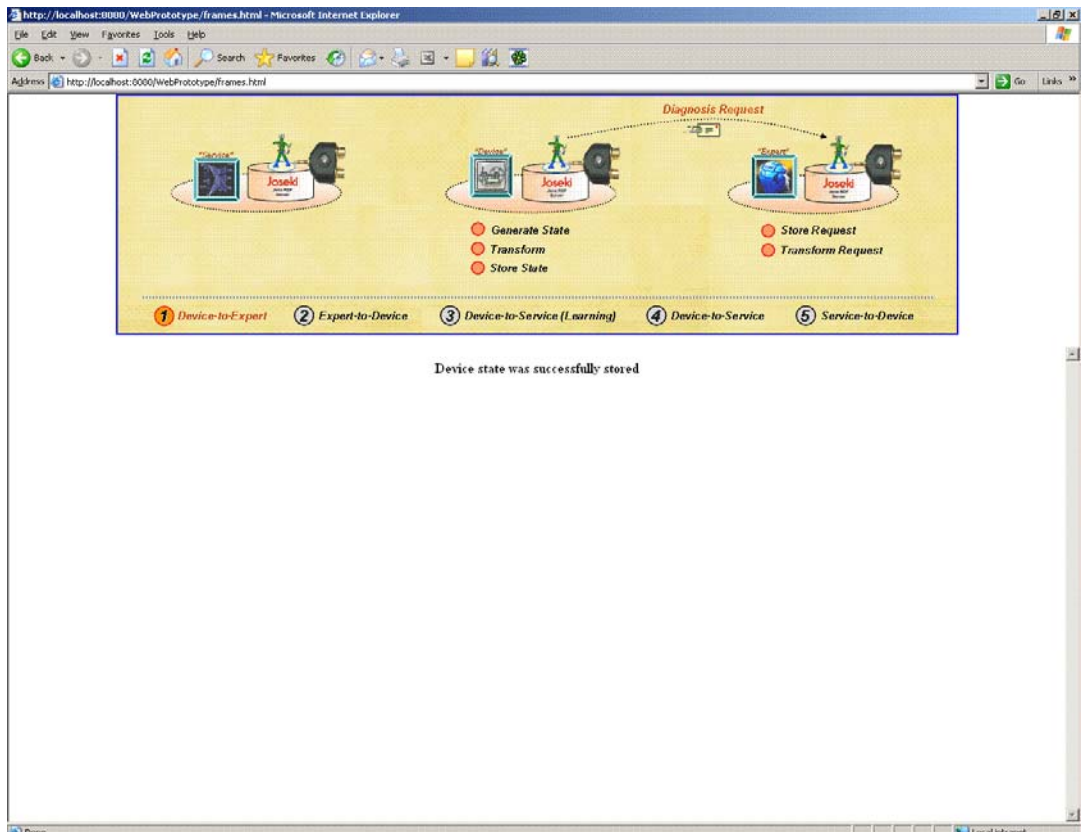 http://localhost:8080/WebPrototype/frames.html - Microsoft Internet Explorer
File Edit View Favorites Tools Help
Back Search Favorites
Address http://localhost:8080/WebPrototype/frames.html Go Links »
Diagnosis Request
"Service" "Device" "Expert"
Joseki Joseki Joseki
Generate State
Transform
Store State
Store Request
Transform Request
1 Device-to-Expert 2 Expert-to-Device 3 Device-to-Service (Learning) 4 Device-to-Service 5 Service-to-Device
Device state was successfully stored
Done Local intranet